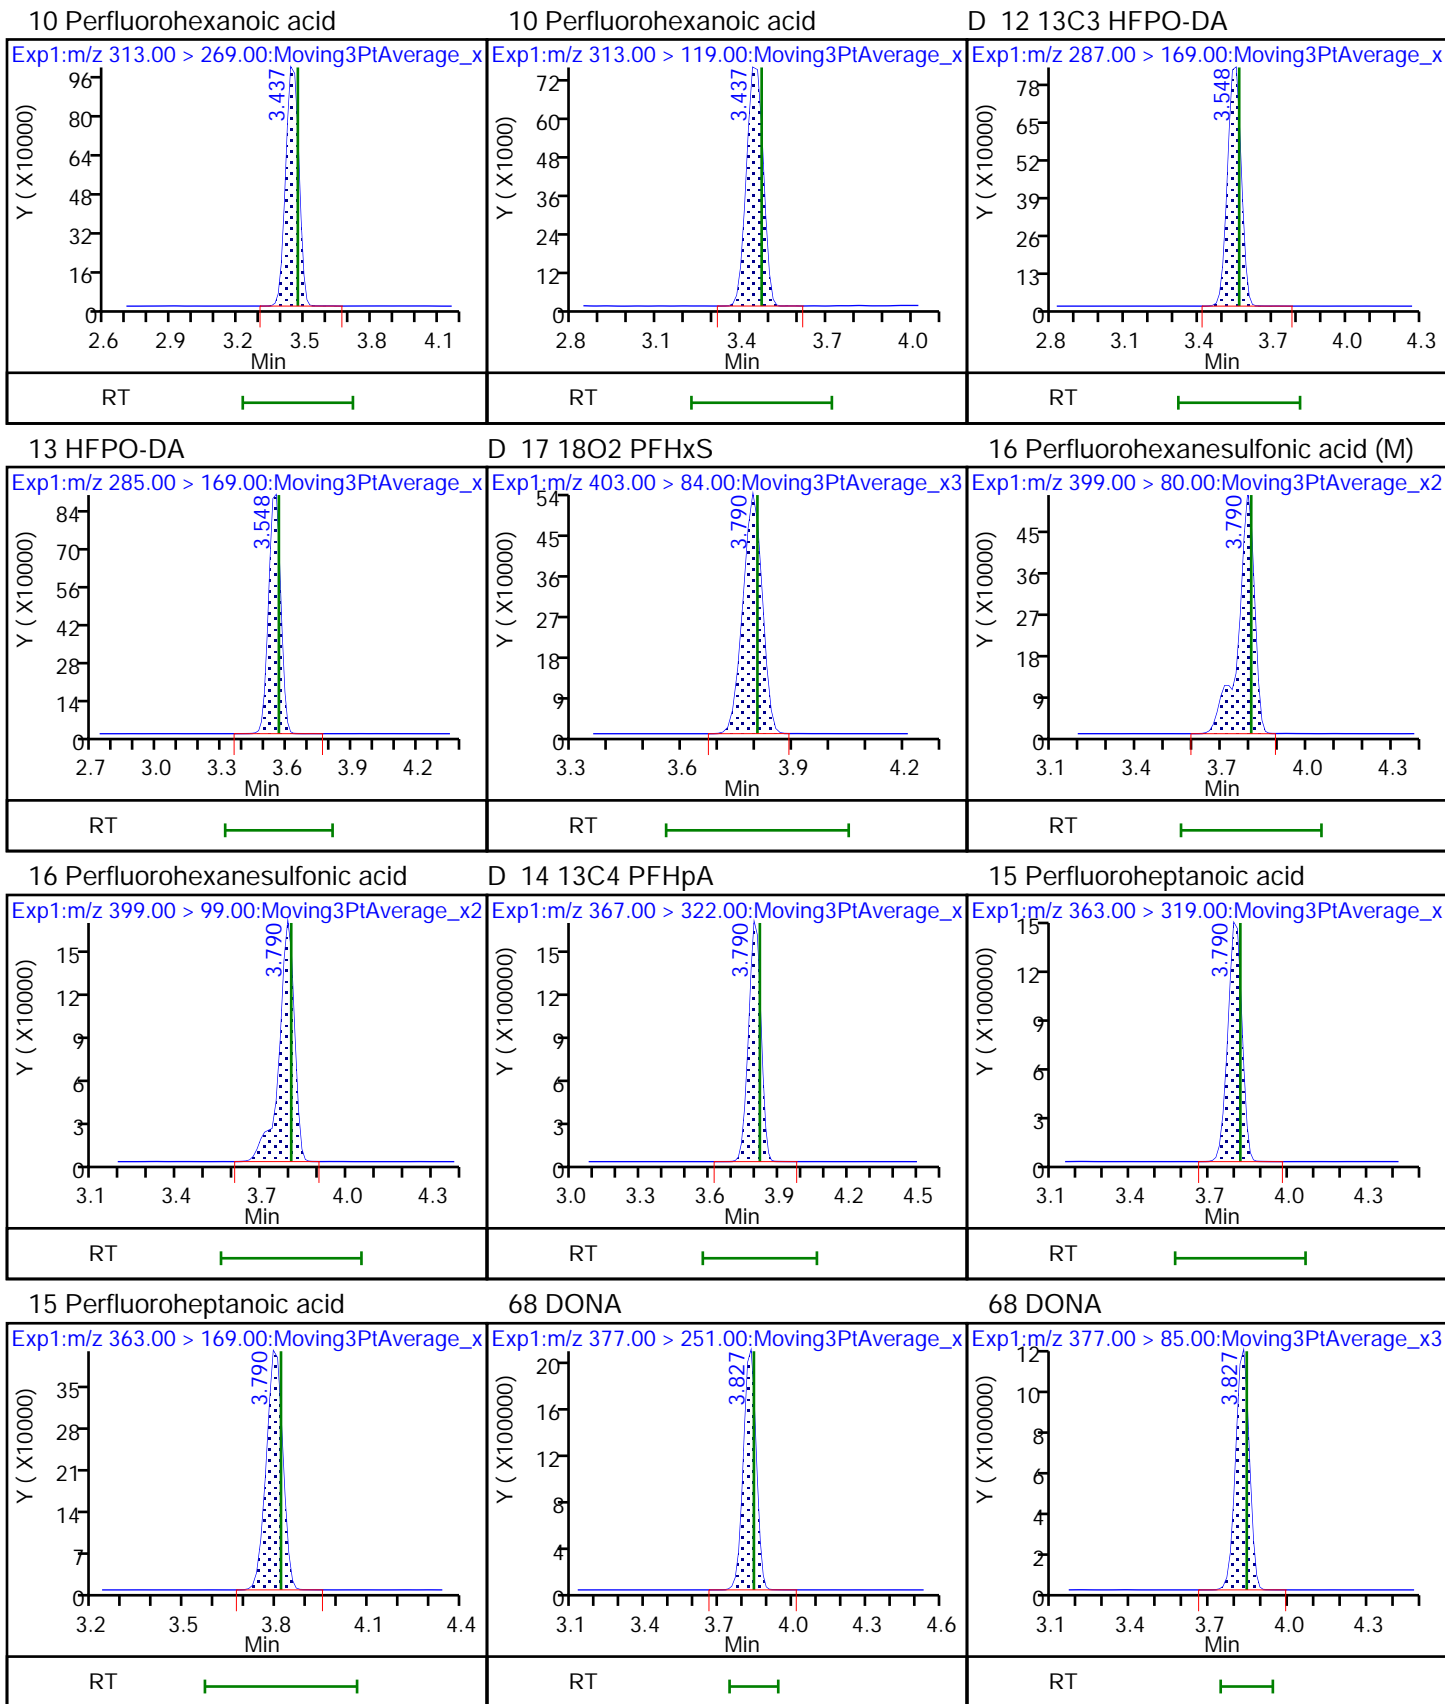 10 Perfluorohexanoic acid
Exp1:m/z 313.00 > 269.00:Moving3PtAverage_x
3.437
Y ( X10000)
96
80
64
48
32
16
0
2.6 2.9 3.2 3.5 3.8 4.1
Min
RT
10 Perfluorohexanoic acid
Exp1:m/z 313.00 > 119.00:Moving3PtAverage_x
3.437
Y ( X1000)
72
60
48
36
24
12
0
2.8 3.1 3.4 3.7 4.0
Min
RT
D 12 13C3 HFPO-DA
Exp1:m/z 287.00 > 169.00:Moving3PtAverage_x
3.548
Y ( X10000)
78
65
52
39
26
13
0
2.8 3.1 3.4 3.7 4.0 4.3
Min
RT
13 HFPO-DA
Exp1:m/z 285.00 > 169.00:Moving3PtAverage_x
3.548
Y ( X10000)
84
70
56
42
28
14
0
2.7 3.0 3.3 3.6 3.9 4.2
Min
RT
D 17 18O2 PFHxS
Exp1:m/z 403.00 > 84.00:Moving3PtAverage_x3
3.790
Y ( X10000)
54
45
36
27
18
9
0
3.3 3.6 3.9 4.2
Min
RT
16 Perfluorohexanesulfonic acid (M)
Exp1:m/z 399.00 > 80.00:Moving3PtAverage_x2
3.790
Y ( X10000)
45
36
27
18
9
0
3.1 3.4 3.7 4.0 4.3
Min
RT
16 Perfluorohexanesulfonic acid
Exp1:m/z 399.00 > 99.00:Moving3PtAverage_x2
3.790
Y ( X10000)
15
12
9
6
3
0
3.1 3.4 3.7 4.0 4.3
Min
RT
D 14 13C4 PFHpA
Exp1:m/z 367.00 > 322.00:Moving3PtAverage_x
3.790
Y ( X100000)
15
12
9
6
3
0
3.0 3.3 3.6 3.9 4.2 4.5
Min
RT
15 Perfluoroheptanoic acid
Exp1:m/z 363.00 > 319.00:Moving3PtAverage_x
3.790
Y ( X100000)
15
12
9
6
3
0
3.1 3.4 3.7 4.0 4.3
Min
RT
15 Perfluoroheptanoic acid
Exp1:m/z 363.00 > 169.00:Moving3PtAverage_x
3.790
Y ( X10000)
35
28
21
14
7
0
3.2 3.5 3.8 4.1 4.4
Min
RT
68 DONA
Exp1:m/z 377.00 > 251.00:Moving3PtAverage_x
3.827
Y ( X100000)
20
16
12
8
4
0
3.1 3.4 3.7 4.0 4.3 4.6
Min
RT
68 DONA
Exp1:m/z 377.00 > 85.00:Moving3PtAverage_x3
3.827
Y ( X100000)
12
10
8
6
4
2
0
3.1 3.4 3.7 4.0 4.3
Min
RT